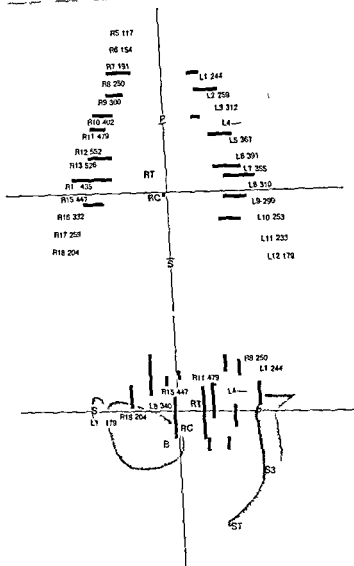 R5 117
R6 154
R7 191
L1 244
R8 250
L2 259
R9 300
L3 312
R10 402
P
L4
R11 479
L5 367
R12 552
L6 391
R13 526
L7 355
RT
R1 435
L8 310
RC
R15 447
L9 290
R16 332
L10 253
R17 259
L11 233
R18 204
L12 179
S
R8 250
L1 244
R11 479
R15 447
L4
L8 340
RT
S
R18 204
P
179
RC
B
S3
ST